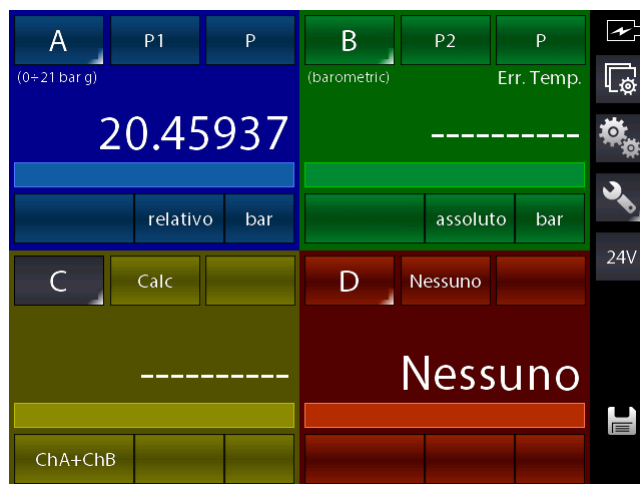 A P1 P
(0÷21 bar g)
20.45937
relativo bar
B P2 P
(barometric) Err. Temp.
----------
assoluto bar
C Calc
----------
ChA+ChB
D Nessuno
Nessuno
24V